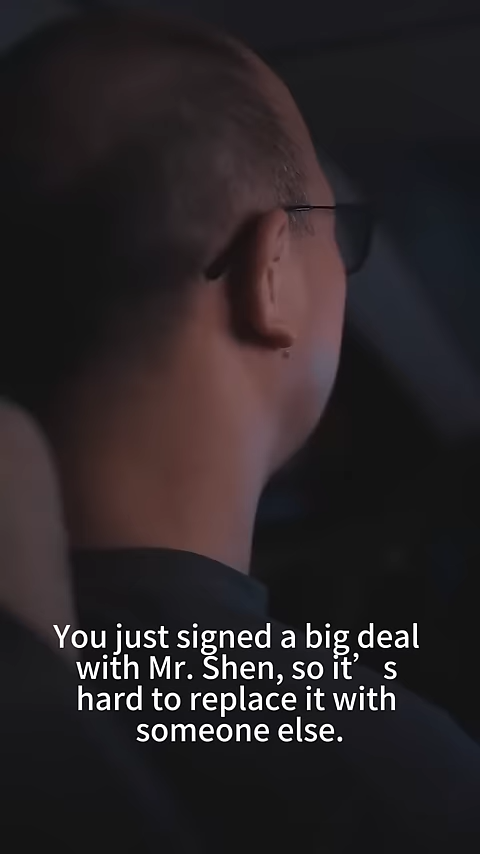 You just signed a big deal
with Mr. Shen, so it’ s
hard to replace it with
someone else.